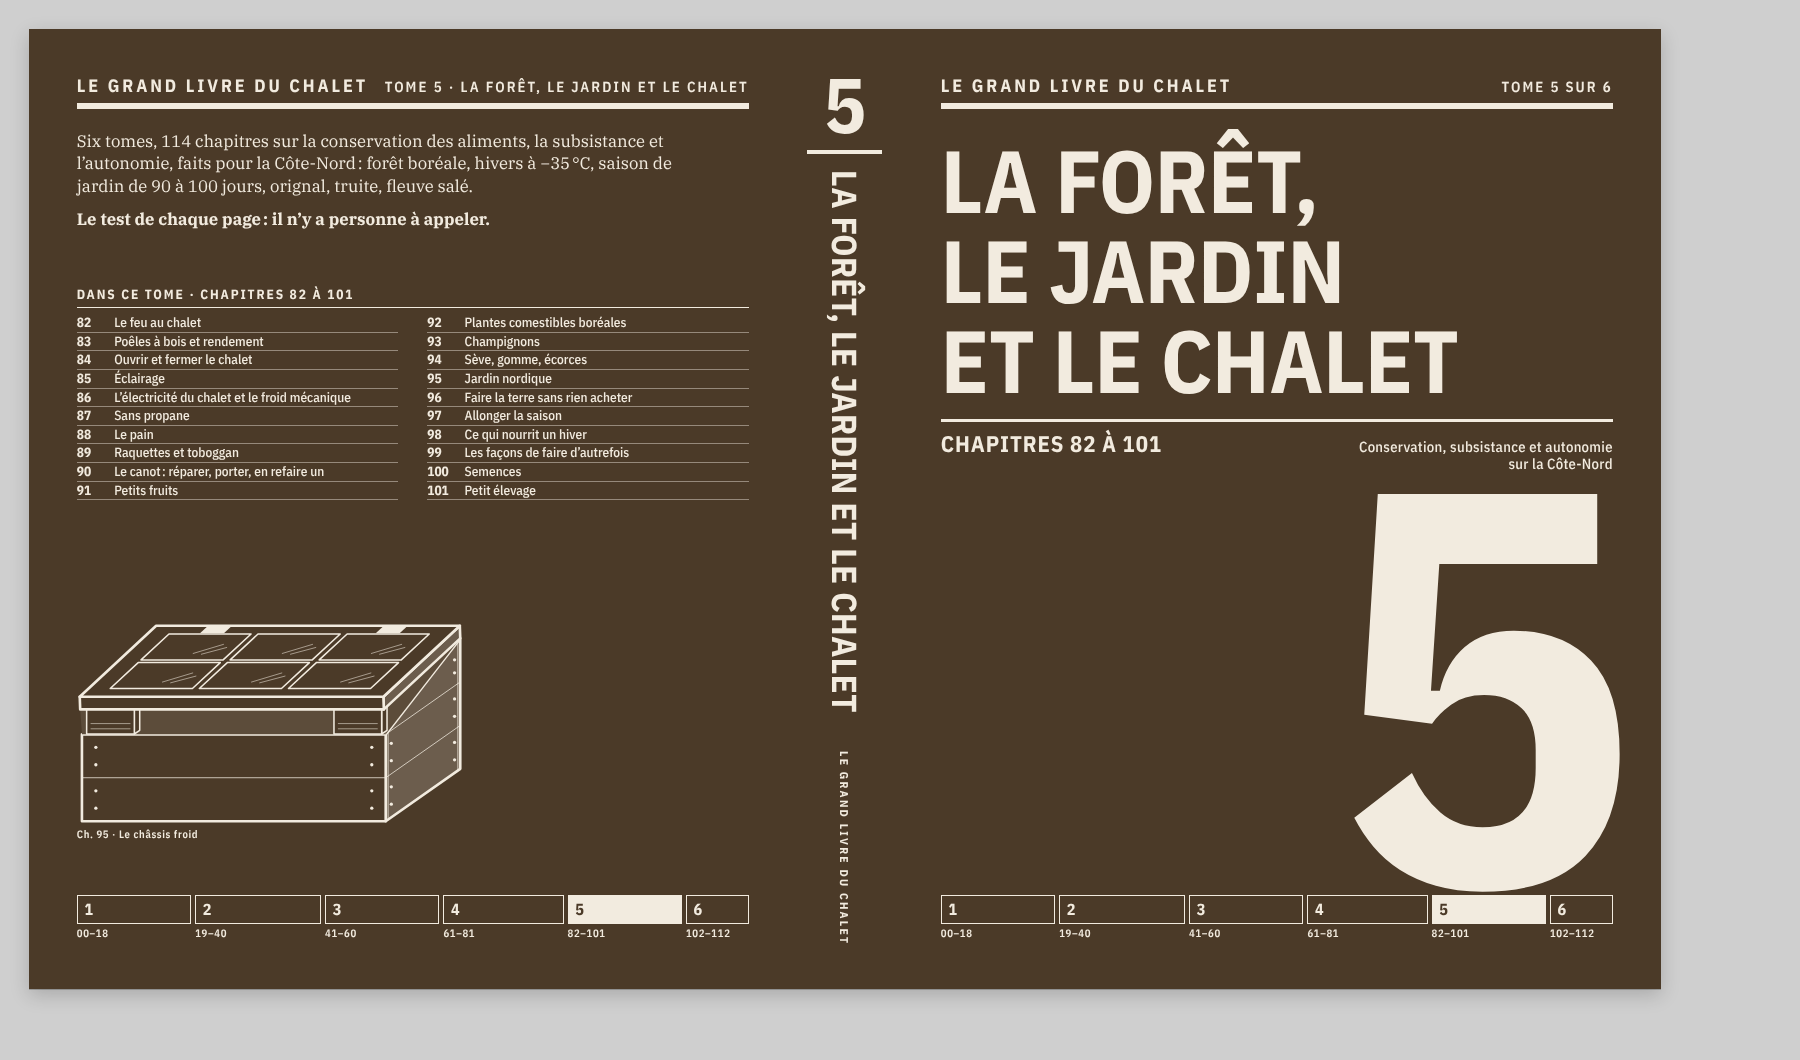 LE GRAND LIVRE DU CHALET TOME 5 · LA FORÊT, LE JARDIN ET LE CHALET
Six tomes, 114 chapitres sur la conservation des aliments, la subsistance et
l’autonomie, faits pour la Côte-Nord : forêt boréale, hivers à −35 °C, saison de
jardin de 90 à 100 jours, orignal, truite, fleuve salé.
Le test de chaque page : il n’y a personne à appeler.
DANS CE TOME · CHAPITRES 82 À 101
82 Le feu au chalet
83 Poêles à bois et rendement
84 Ouvrir et fermer le chalet
85 Éclairage
86 L’électricité du chalet et le froid mécanique
87 Sans propane
88 Le pain
89 Raquettes et toboggan
90 Le canot : réparer, porter, en refaire un
91 Petits fruits
92 Plantes comestibles boréales
93 Champignons
94 Sève, gomme, écorces
95 Jardin nordique
96 Faire la terre sans rien acheter
97 Allonger la saison
98 Ce qui nourrit un hiver
99 Les façons de faire d’autrefois
100 Semences
101 Petit élevage
Ch. 95 · Le châssis froid
1 2 3 4 5 6
00–18 19–40 41–60 61–81 82–101 102–112
5
LA FORÊT, LE JARDIN ET LE CHALET
LE GRAND LIVRE DU CHALET
LE GRAND LIVRE DU CHALET TOME 5 SUR 6
LA FORÊT,
LE JARDIN
ET LE CHALET
CHAPITRES 82 À 101
Conservation, subsistance et autonomie
sur la Côte-Nord
5
1 2 3 4 5 6
00–18 19–40 41–60 61–81 82–101 102–112